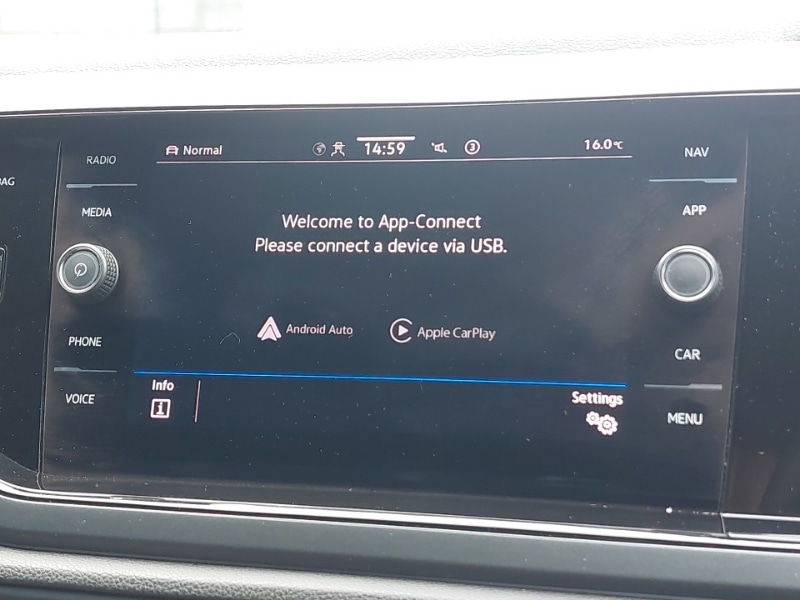 BAG
RADIO
MEDIA
PHONE
VOICE
Normal
14:59
3
16.0°C
Welcome to App-Connect
Please connect a device via USB.
Android Auto
Apple CarPlay
Info
i
Settings
NAV
APP
CAR
MENU